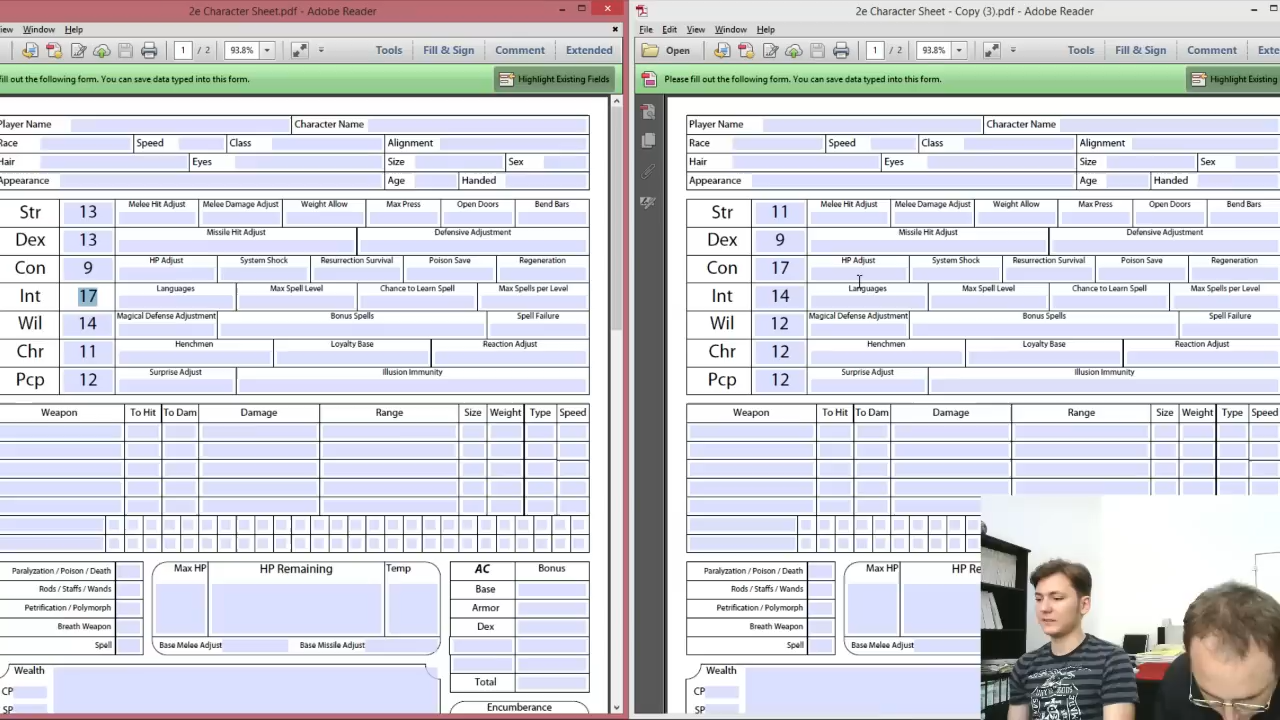 2e Character Sheet.pdf - Adobe Reader
iew Window Help
1 / 2 93.8% Tools Fill & Sign Comment Extended
fill out the following form. You can save data typed into this form. Highlight Existing Fields
Player Name Character Name
Race Speed Class Alignment
Hair Eyes Size Sex
Appearance Age Handed
Str 13 Melee Hit Adjust Melee Damage Adjust Weight Allow Max Press Open Doors Bend Bars
Dex 13 Missile Hit Adjust Defensive Adjustment
Con 9 HP Adjust System Shock Resurrection Survival Poison Save Regeneration
Int 17 Languages Max Spell Level Chance to Learn Spell Max Spells per Level
Wil 14 Magical Defense Adjustment Bonus Spells Spell Failure
Chr 11 Henchmen Loyalty Base Reaction Adjust
Pcp 12 Surprise Adjust Illusion Immunity
Weapon To Hit To Dam Damage Range Size Weight Type Speed
Paralyzation / Poison / Death
Rods / Staffs / Wands
Petrification / Polymorph
Breath Weapon
Spell
Max HP HP Remaining Temp
Base Melee Adjust Base Missile Adjust
AC Bonus
Base
Armor
Dex
Total
Wealth
CP
SP
Encumberance
2e Character Sheet - Copy (3).pdf - Adobe Reader
File Edit View Window Help
Open 1 / 2 93.8% Tools Fill & Sign Comment Exte
Please fill out the following form. You can save data typed into this form. Highlight Existing
Player Name Character Name
Race Speed Class Alignment
Hair Eyes Size Sex
Appearance Age Handed
Str 11 Melee Hit Adjust Melee Damage Adjust Weight Allow Max Press Open Doors Bend Bars
Dex 9 Missile Hit Adjust Defensive Adjustment
Con 17 HP Adjust System Shock Resurrection Survival Poison Save Regeneration
Int 14 Languages Max Spell Level Chance to Learn Spell Max Spells per Level
Wil 12 Magical Defense Adjustment Bonus Spells Spell Failure
Chr 12 Henchmen Loyalty Base Reaction Adjust
Pcp 12 Surprise Adjust Illusion Immunity
Weapon To Hit To Dam Damage Range Size Weight Type Speed
Paralyzation / Poison / Death
Rods / Staffs / Wands
Petrification / Polymorph
Breath Weapon
Spell
Max HP HP Re
Base Melee Adjust
Wealth
CP
SP